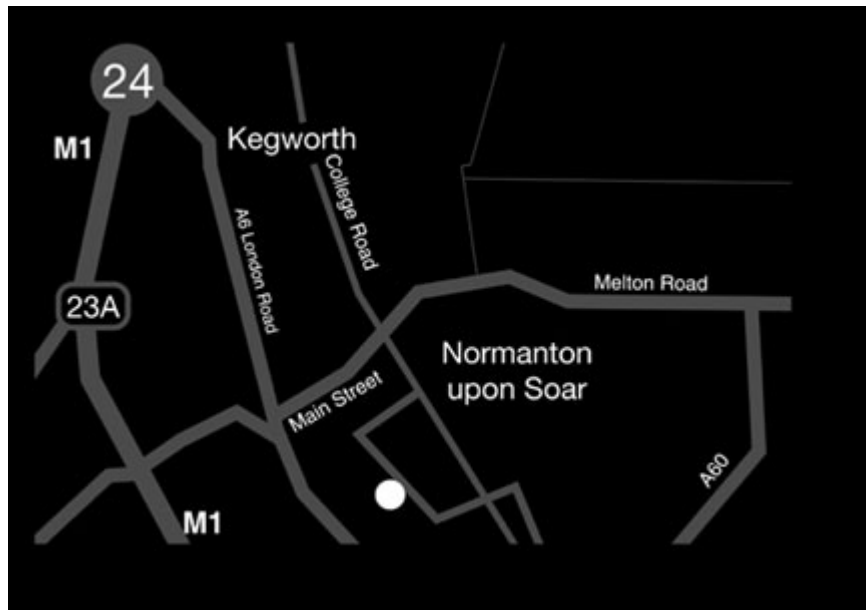 24
M1
Kegworth
College Road
A6 London Road
23A
Melton Road
Normanton
upon Soar
Main Street
A60
M1